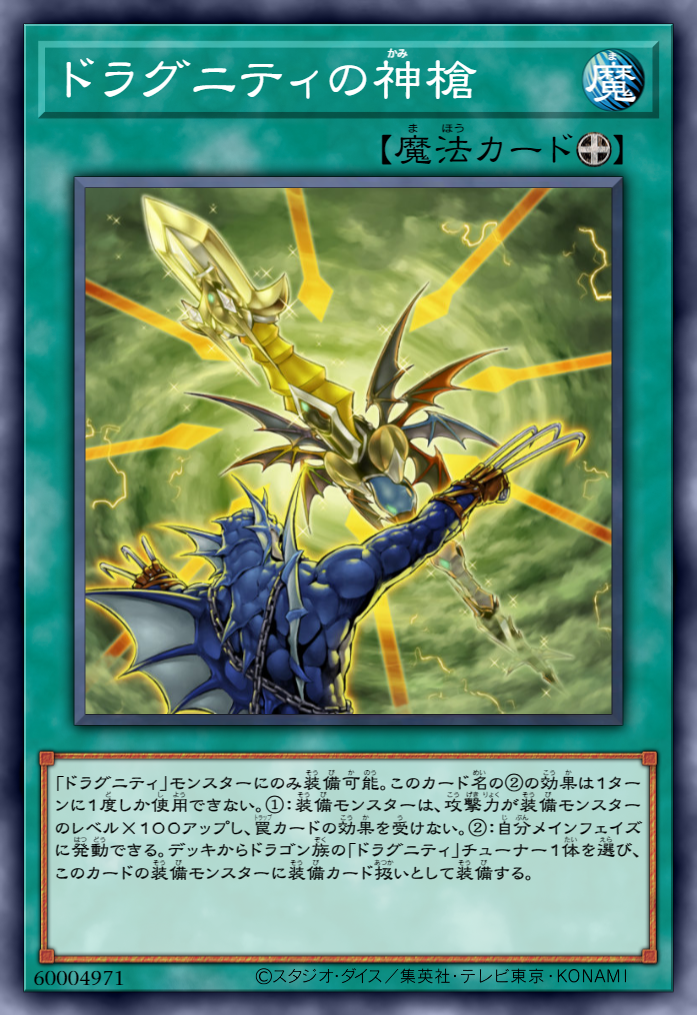 ドラグニティの神槍
魔
【魔法カード】
「ドラグニティ」モンスターにのみ装備可能。このカード名の②の効果は1ター
ンに1度しか使用できない。①：装備モンスターは、攻撃力が装備モンスター
のレベル×100アップし、罠カードの効果を受けない。②：自分メインフェイズ
に発動できる。デッキからドラゴン族の「ドラグニティ」チューナー1体を選び、
このカードの装備モンスターに装備カード扱いとして装備する。
60004971
©スタジオ・ダイス／集英社・テレビ東京・KONAMI